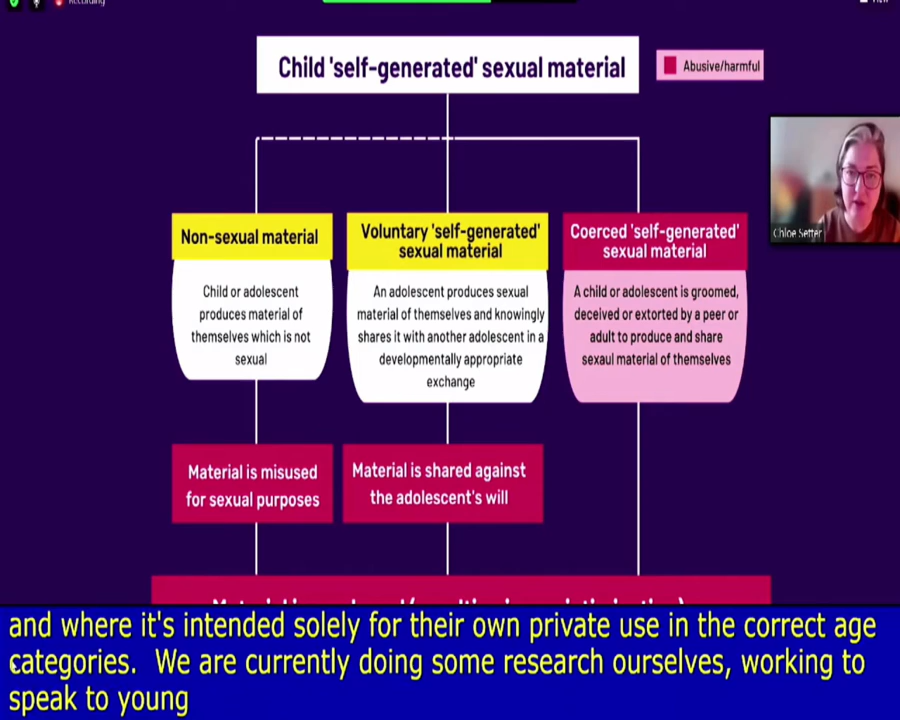 Recording
View
Child 'self-generated' sexual material
Abusive/harmful
Chloe Setter
Non-sexual material
Child or adolescent
produces material of
themselves which is not
sexual
Material is misused
for sexual purposes
Voluntary 'self-generated'
sexual material
An adolescent produces sexual
material of themselves and knowingly
shares it with another adolescent in a
developmentally appropriate
exchange
Material is shared against
the adolescent's will
Coerced 'self-generated'
sexual material
A child or adolescent is groomed,
deceived or extorted by a peer or
adult to produce and share
sexaul material of themselves
and where it's intended solely for their own private use in the correct age
categories. We are currently doing some research ourselves, working to
speak to young